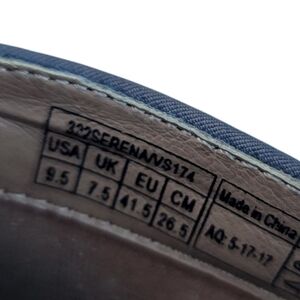 232SERENA/VS174
USA UK EU CM
9.5 7.5 41.5 26.5
Made in China
AQ: 5-17-17